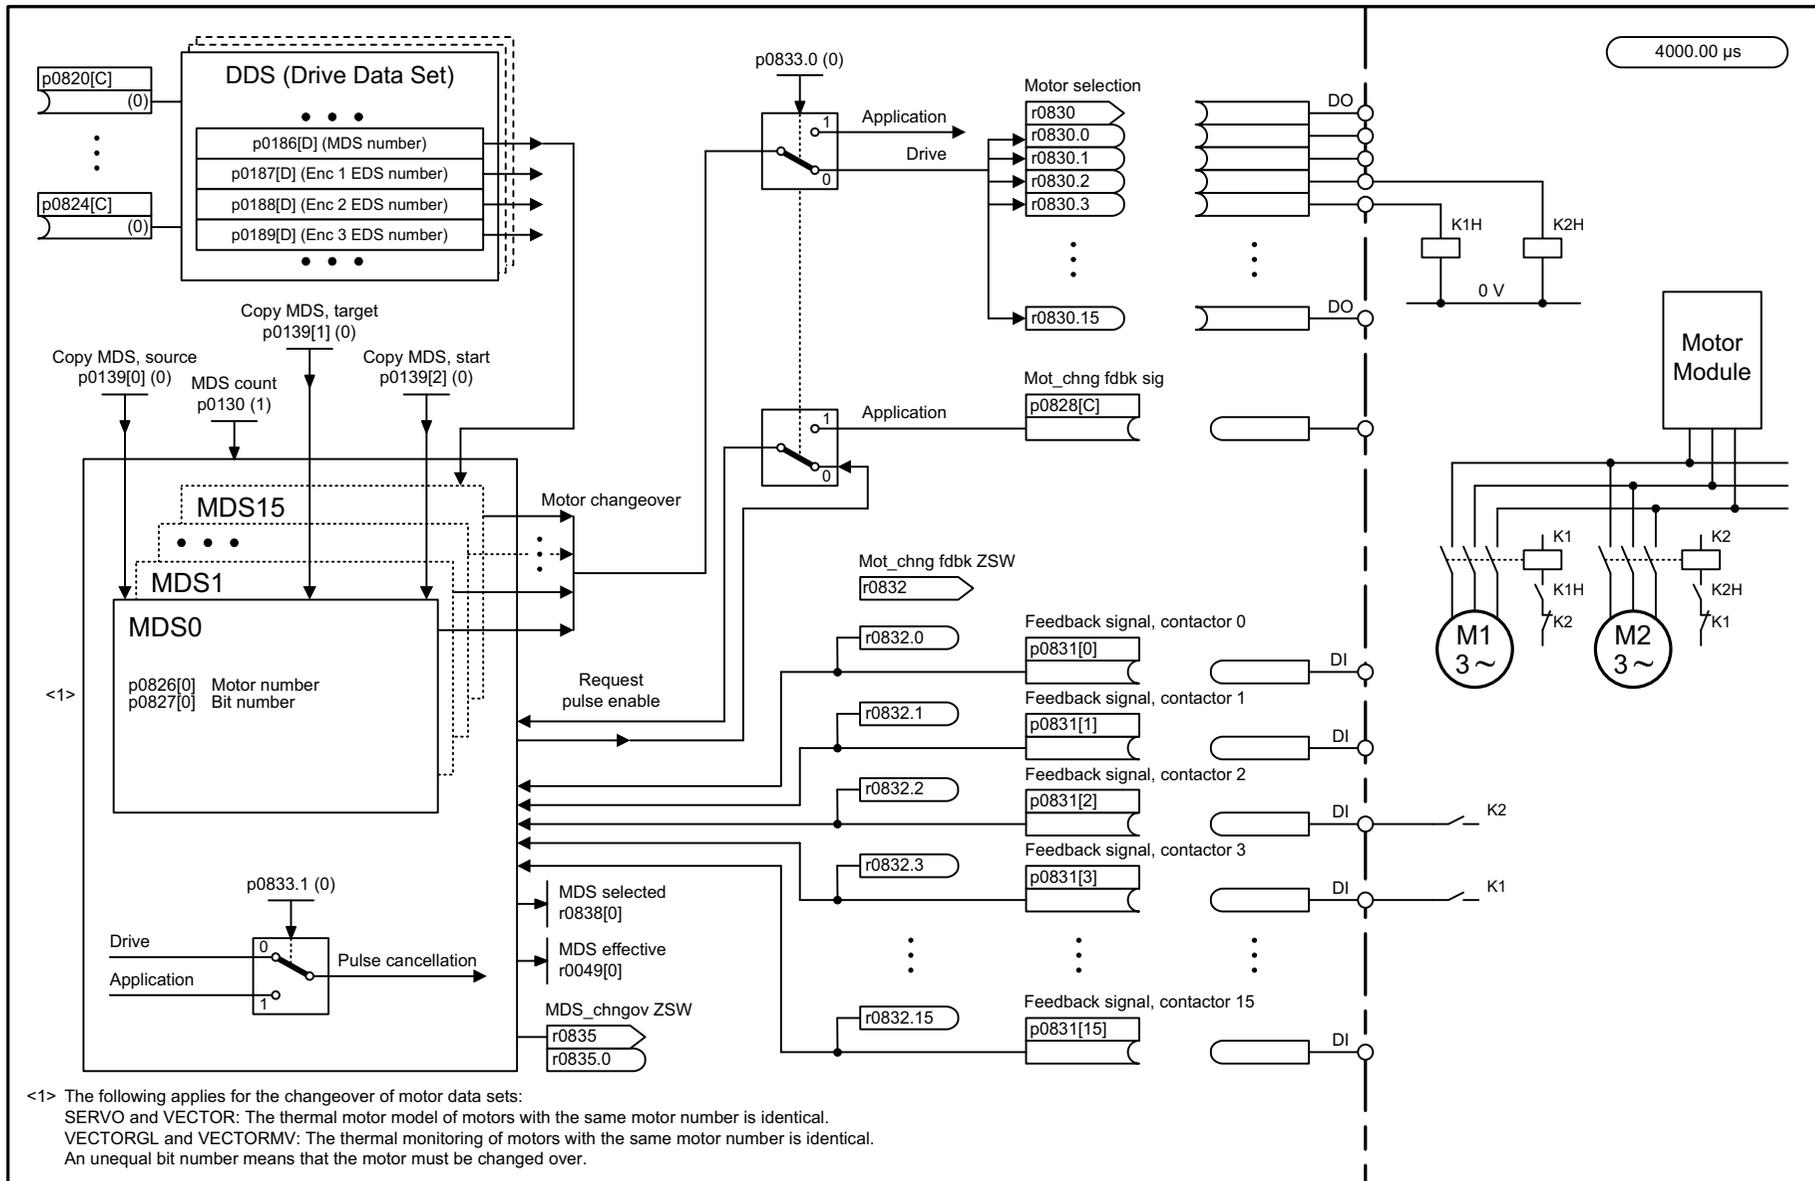 4000.00 µs
p0820[C]
(0)
p0824[C]
(0)
DDS (Drive Data Set)
p0186[D] (MDS number)
p0187[D] (Enc 1 EDS number)
p0188[D] (Enc 2 EDS number)
p0189[D] (Enc 3 EDS number)
p0833.0 (0)
1
0
Application
Drive
Motor selection
r0830
r0830.0
r0830.1
r0830.2
r0830.3
r0830.15
DO
DO
K1H
K2H
0 V
Motor
Module
Copy MDS, target
p0139[1] (0)
Copy MDS, source
p0139[0] (0)
MDS count
p0130 (1)
Copy MDS, start
p0139[2] (0)
Mot_chng fdbk sig
p0828[C]
1
0
Application
MDS15
MDS1
MDS0
p0826[0] Motor number
p0827[0] Bit number
<1>
Motor changeover
Request
pulse enable
Mot_chng fdbk ZSW
r0832
r0832.0
Feedback signal, contactor 0
p0831[0]
DI
r0832.1
Feedback signal, contactor 1
p0831[1]
DI
r0832.2
Feedback signal, contactor 2
p0831[2]
DI
K2
r0832.3
Feedback signal, contactor 3
p0831[3]
DI
K1
r0832.15
Feedback signal, contactor 15
p0831[15]
DI
K1
K1H
K2
K2
K2H
K1
M1
3 ~
M2
3 ~
p0833.1 (0)
Drive
Application
0
1
Pulse cancellation
MDS selected
r0838[0]
MDS effective
r0049[0]
MDS_chngov ZSW
r0835
r0835.0
<1> The following applies for the changeover of motor data sets:
SERVO and VECTOR: The thermal motor model of motors with the same motor number is identical.
VECTORGL and VECTORMV: The thermal monitoring of motors with the same motor number is identical.
An unequal bit number means that the motor must be changed over.